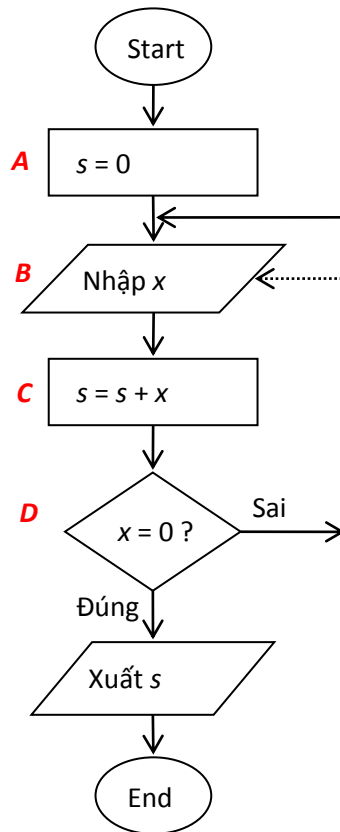 Start
A
s = 0
B
Nhập x
C
s = s + x
D
x = 0 ?
Sai
Đúng
Xuất s
End